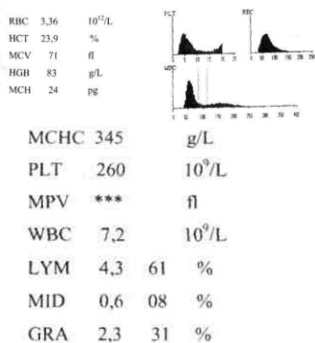 RBC 3,36 10¹²/L
HCT 23,9 %
MCV 71 fl
HGB 83 g/L
MCH 24 pg
PLT
RBC
WBC
MCHC 345 g/L
PLT 260 10⁹/L
MPV *** fl
WBC 7,2 10⁹/L
LYM 4,3 61 %
MID 0,6 08 %
GRA 2,3 31 %